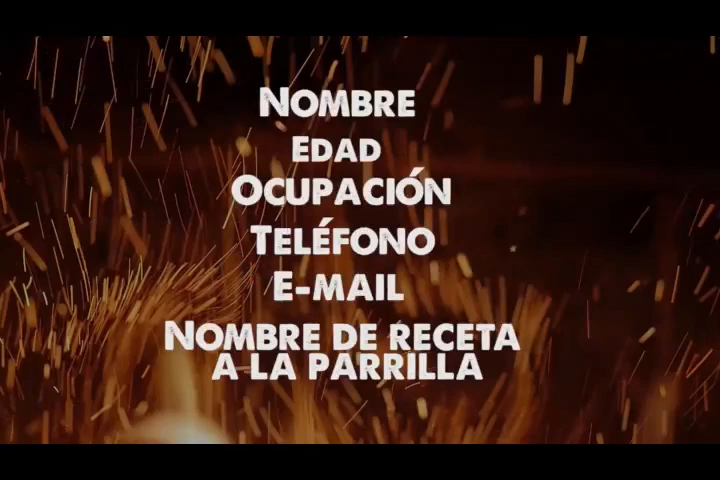 NOMBRE
EDAD
OCUPACIÓN
TELÉFONO
E-MAIL
NOMBRE DE RECETA
A LA PARRILLA